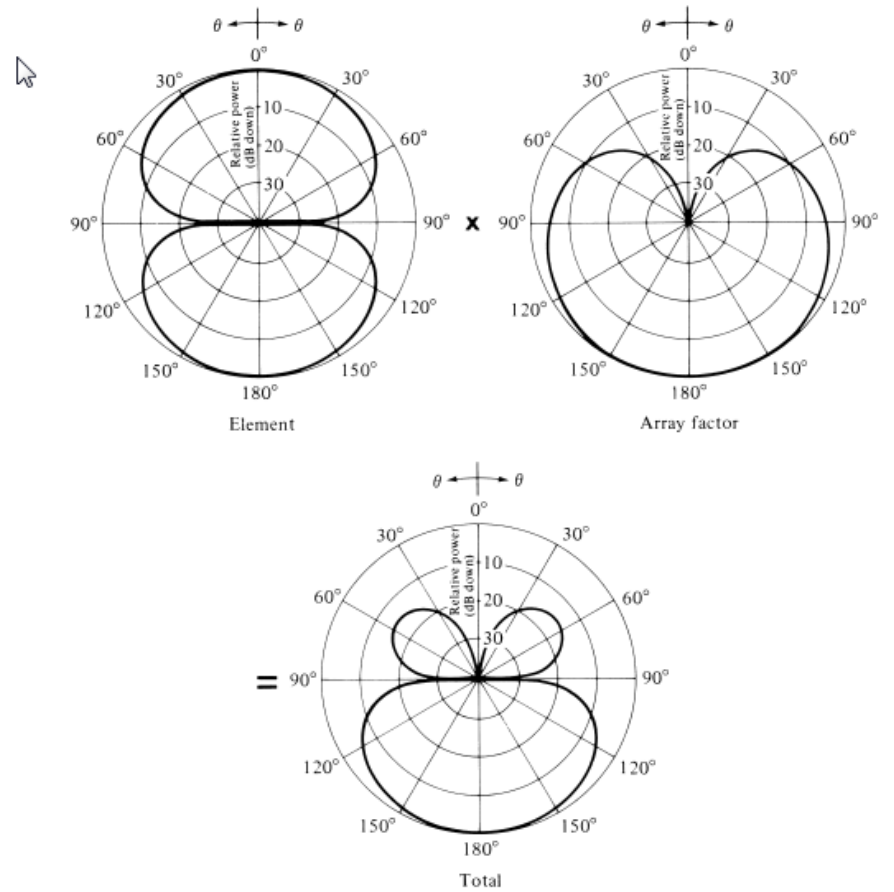 θ θ
0°
30° 30°
60° 60°
90° 90°
120° 120°
150° 150°
180°
Relative power
(dB down)
10
20
30
Element
x
θ θ
0°
30° 30°
60° 60°
90° 90°
120° 120°
150° 150°
180°
Relative power
(dB down)
10
20
30
Array factor
=
θ θ
0°
30° 30°
60° 60°
90° 90°
120° 120°
150° 150°
180°
Relative power
(dB down)
10
20
30
Total